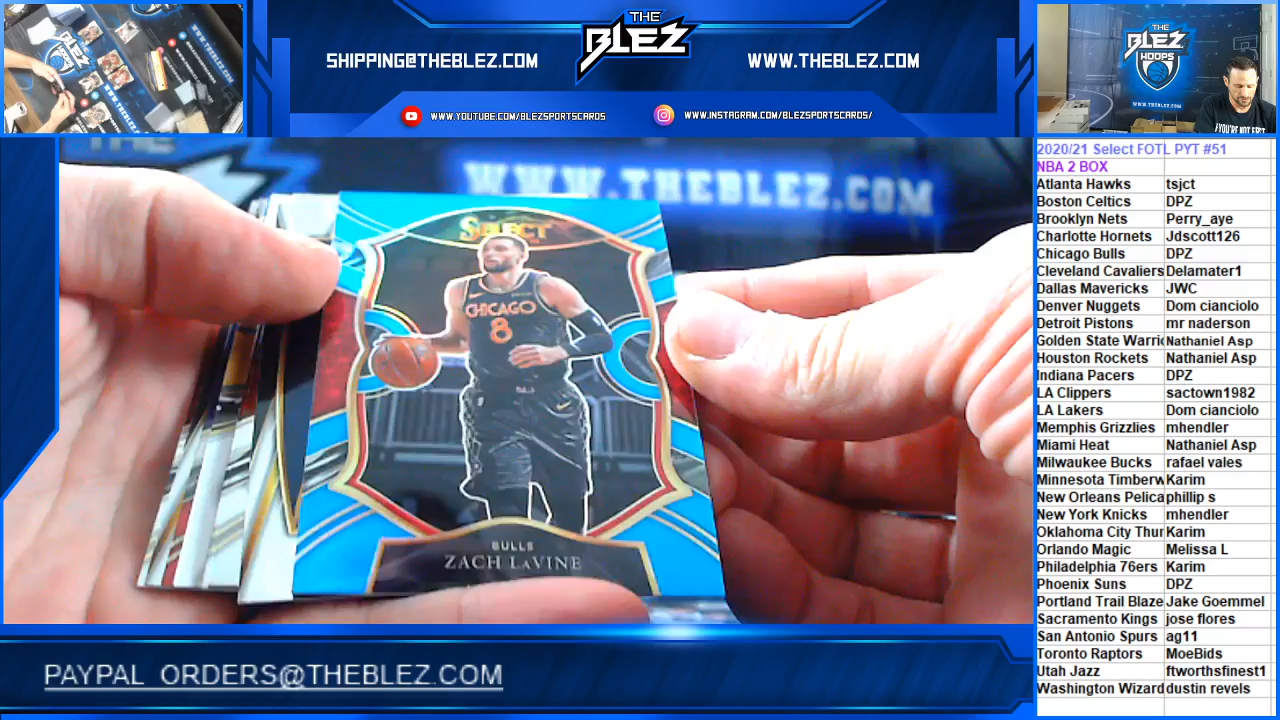 THE
BLEZ
SHIPPING@THEBLEZ.COM
WWW.THEBLEZ.COM
WWW.YOUTUBE.COM/BLEZSPORTSCARDS
WWW.INSTAGRAM.COM/BLEZSPORTSCARDS/
THE
BLEZ
HOOPS
WWW.THEBLEZ.COM
WWW.THEBLEZ.COM
SELECT
CHICAGO
8
BULLS
ZACH LAVINE
PAYPAL ORDERS@THEBLEZ.COM
2020/21 Select FOTL PYT #51
NBA 2 BOX
Atlanta Hawks tsjct
Boston Celtics DPZ
Brooklyn Nets Perry_aye
Charlotte Hornets Jdscott126
Chicago Bulls DPZ
Cleveland Cavaliers Delamater1
Dallas Mavericks JWC
Denver Nuggets Dom cianciolo
Detroit Pistons mr naderson
Golden State Warri Nathaniel Asp
Houston Rockets Nathaniel Asp
Indiana Pacers DPZ
LA Clippers sactown1982
LA Lakers Dom cianciolo
Memphis Grizzlies mhendler
Miami Heat Nathaniel Asp
Milwaukee Bucks rafael vales
Minnesota Timberw Karim
New Orleans Pelica phillip s
New York Knicks mhendler
Oklahoma City Thur Karim
Orlando Magic Melissa L
Philadelphia 76ers Karim
Phoenix Suns DPZ
Portland Trail Blaze Jake Goemmel
Sacramento Kings jose flores
San Antonio Spurs ag11
Toronto Raptors MoeBids
Utah Jazz ftworthsfinest1
Washington Wizard dustin revels